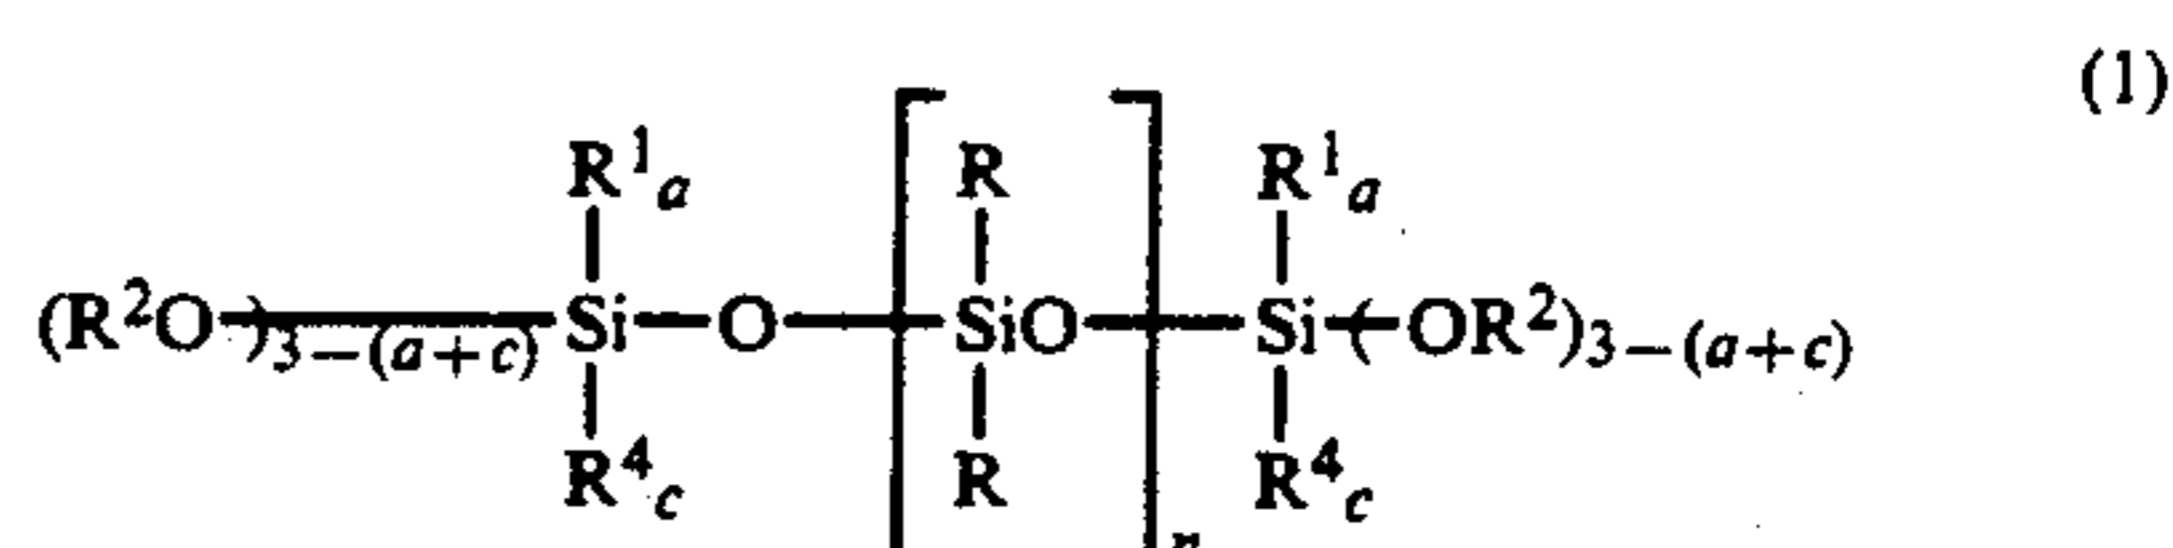 (1)
R¹ₐ R R¹ₐ
(R²O)₃₋₍ₐ₊c₎ Si—O—[SiO]—Si(OR²)₃₋₍ₐ₊c₎
R⁴c R R⁴c
n